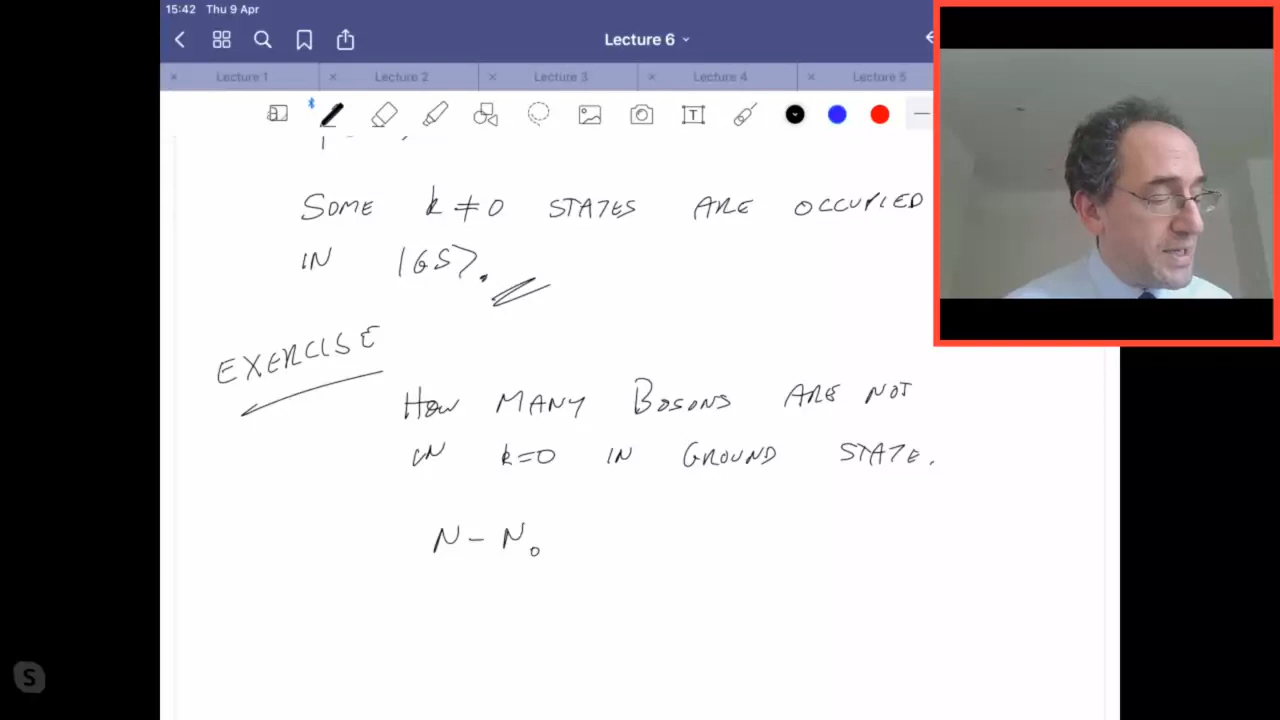 15:42 Thu 9 Apr
Lecture 6
Lecture 1
Lecture 2
Lecture 3
Lecture 4
Lecture 5
T
SOME k ≠ 0 STATES ARE OCCUPIED
IN |GS>.
EXERCISE
HOW MANY BOSONS ARE NOT
IN k=0 IN GROUND STATE.
N - N₀
S